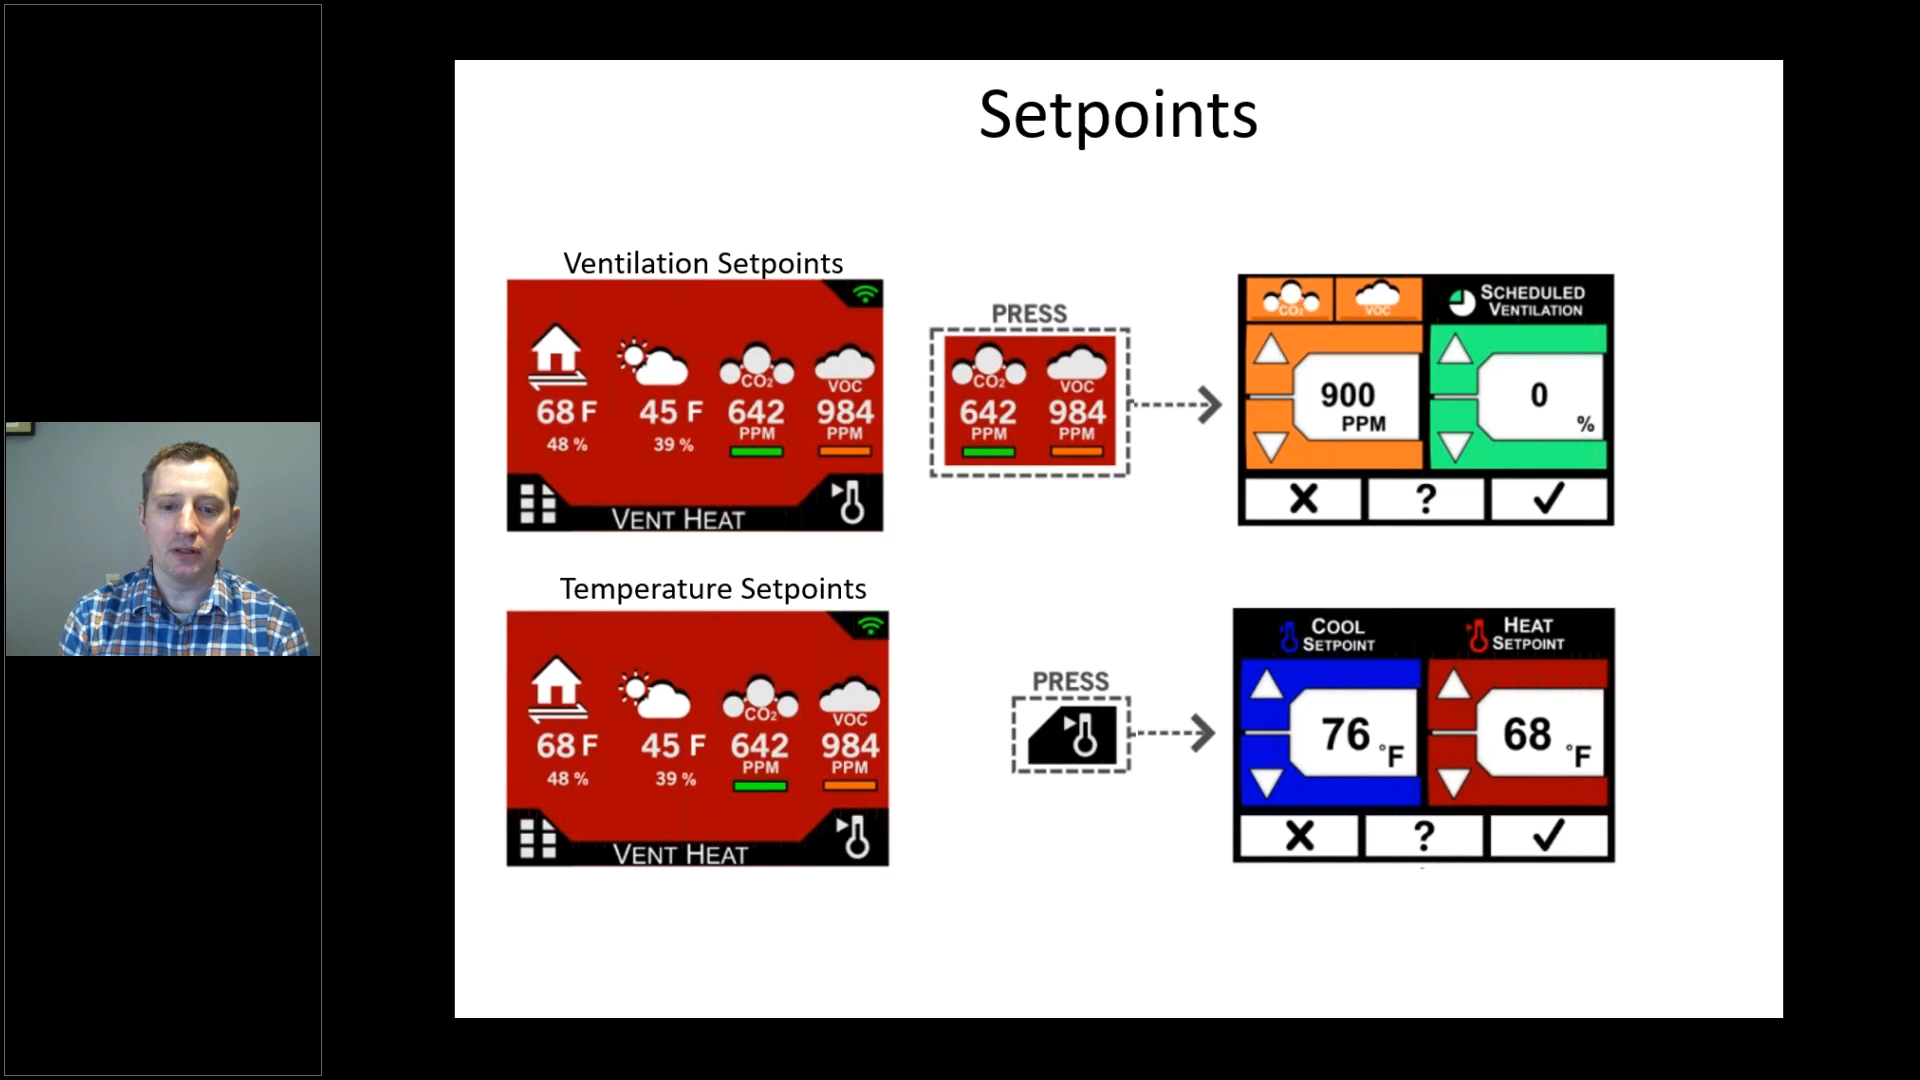 Setpoints
Ventilation Setpoints
CO₂ VOC
68 F 45 F 642 984
48 % 39 % PPM PPM
VENT HEAT
PRESS
CO₂ VOC
642 984
PPM PPM
CO₂ VOC
SCHEDULED
VENTILATION
900
PPM
0
%
X ? ✓
Temperature Setpoints
CO₂ VOC
68 F 45 F 642 984
48 % 39 % PPM PPM
VENT HEAT
PRESS
COOL
SETPOINT
HEAT
SETPOINT
76 °F
68 °F
X ? ✓